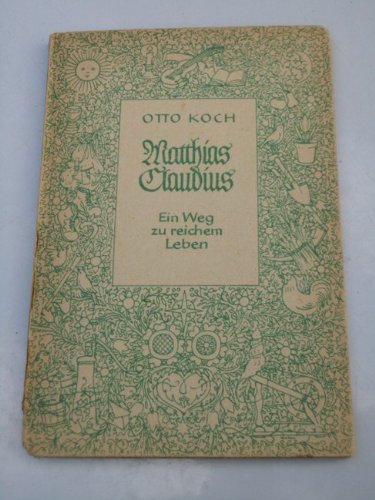 OTTO KOCH
Matthias
Claudius
Ein Weg
zu reichem
Leben